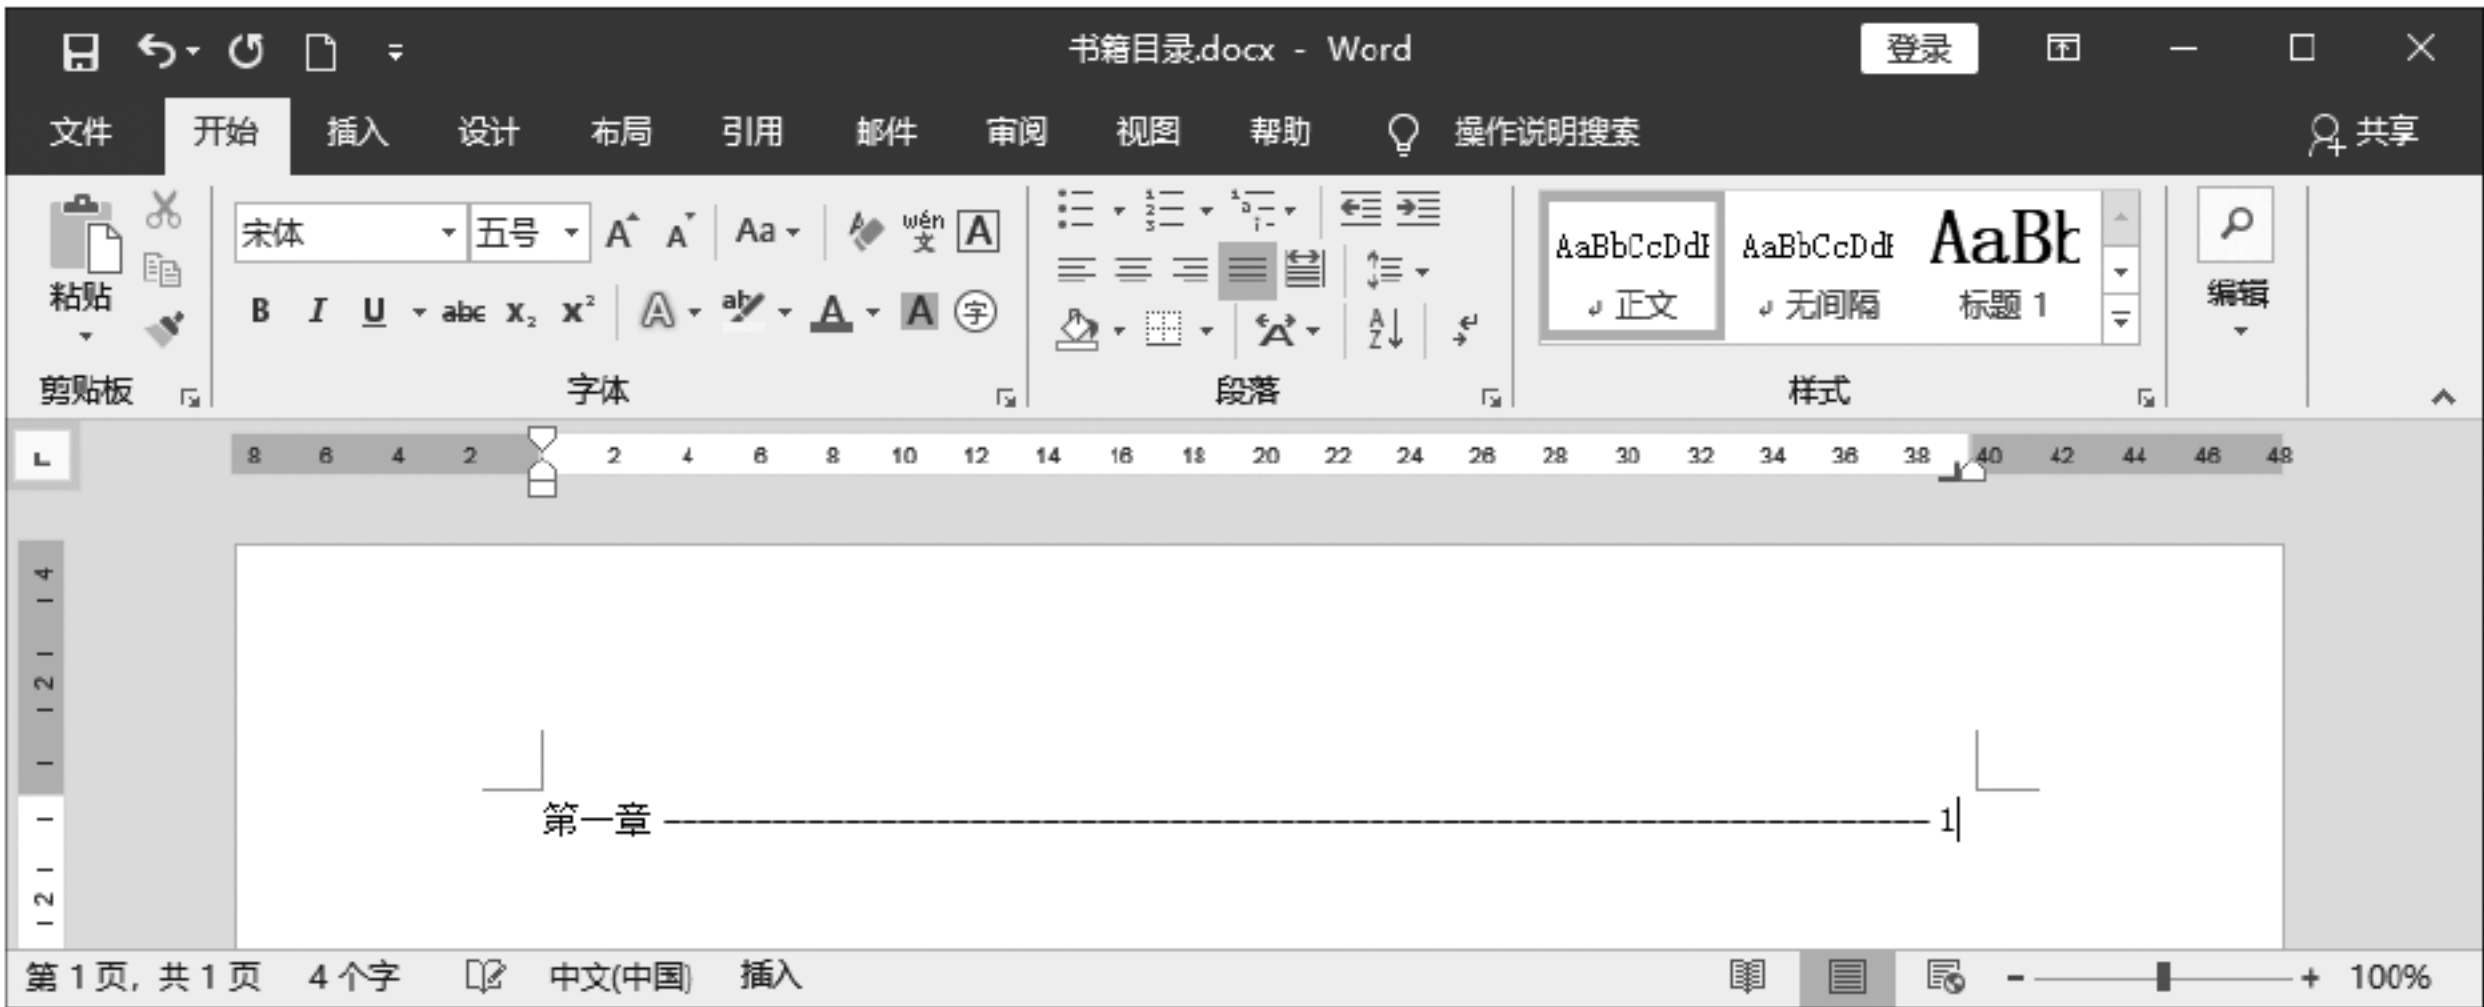 书籍目录.docx - Word 登录
文件 开始 插入 设计 布局 引用 邮件 审阅 视图 帮助 操作说明搜索 共享
宋体 五号 A A Aa wén 文 A
粘贴
B I U abc x₂ x² A ab A A 字
AaBbCcDdI AaBbCcDdI AaBb
正文 无间隔 标题 1
编辑
剪贴板 字体 段落 样式
8 6 4 2 2 4 6 8 10 12 14 16 18 20 22 24 26 28 30 32 34 36 38 40 42 44 46 48
4
2
第一章 ---------------------------------------- 1
2
第 1 页, 共 1 页 4 个字 中文(中国) 插入 100%